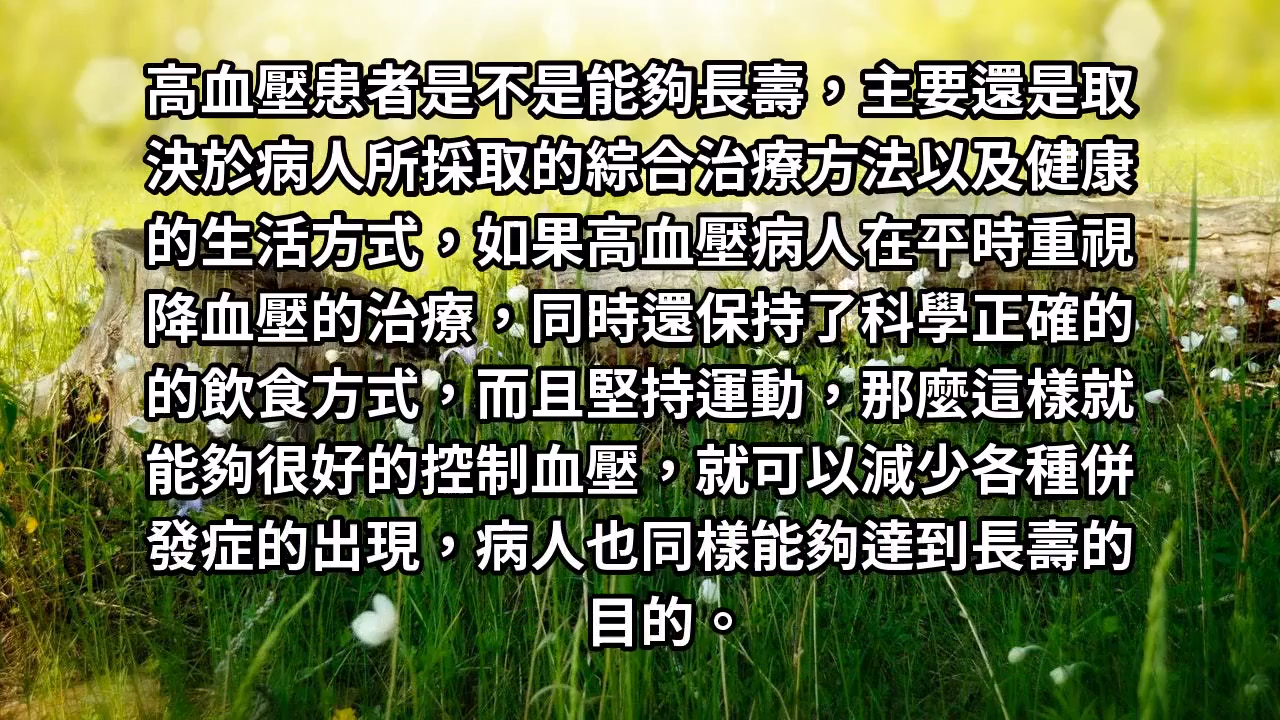 高血壓患者是不是能夠長壽，主要還是取
決於病人所採取的綜合治療方法以及健康
的生活方式，如果高血壓病人在平時重視
降血壓的治療，同時還保持了科學正確的
的飲食方式，而且堅持運動，那麼這樣就
能夠很好的控制血壓，就可以減少各種併
發症的出現，病人也同樣能夠達到長壽的
目的。